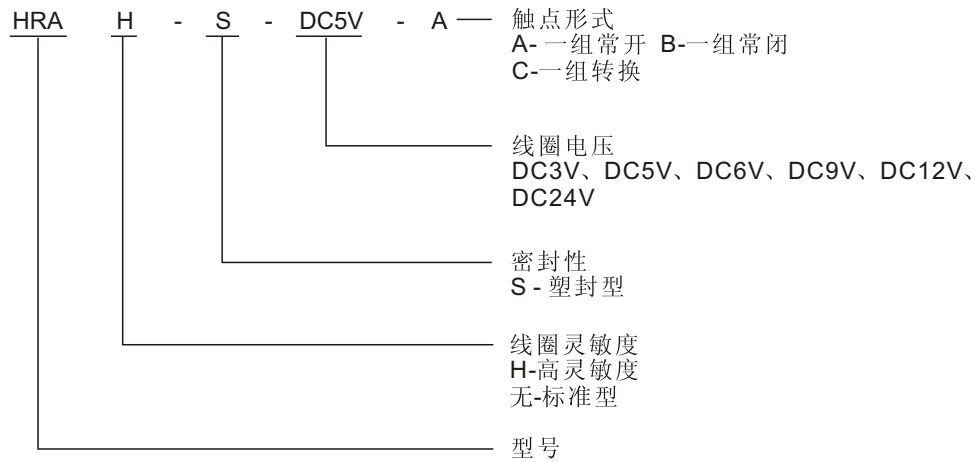 HRA H - S - DC5V - A 触点形式
A- 一组常开 B-一组常闭
C-一组转换
线圈电压
DC3V、DC5V、DC6V、DC9V、DC12V、
DC24V
密封性
S - 塑封型
线圈灵敏度
H-高灵敏度
无-标准型
型号